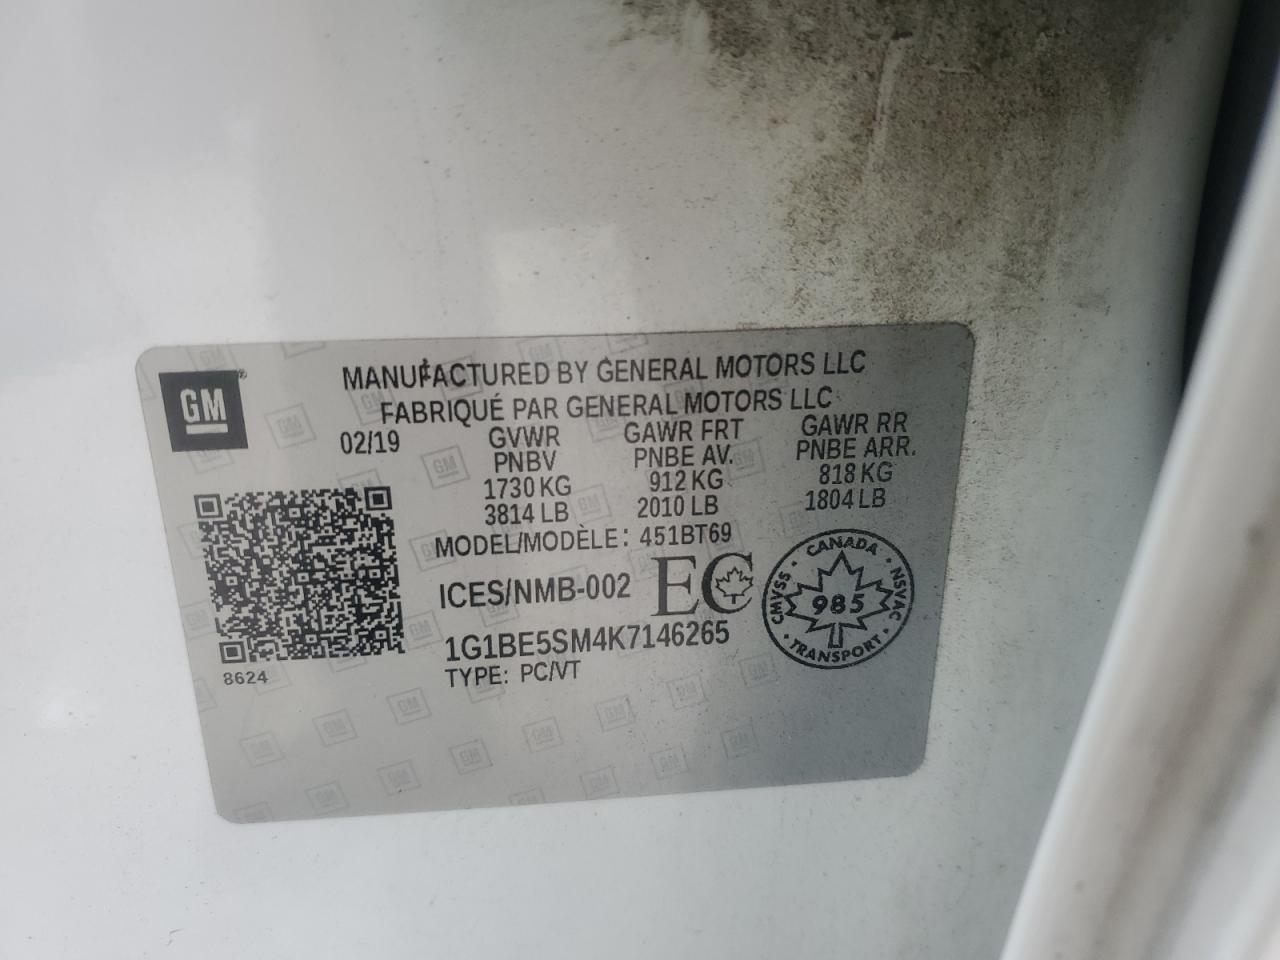 GM®
MANUFACTURED BY GENERAL MOTORS LLC
FABRIQUÉ PAR GENERAL MOTORS LLC
02/19 GVWR GAWR FRT GAWR RR
PNBV PNBE AV. PNBE ARR.
1730 KG 912 KG 818 KG
3814 LB 2010 LB 1804 LB
MODEL/MODÈLE: 451BT69
ICES/NMB-002 EC
CANADA
CMVSS 985 NSVAC
TRANSPORT
1G1BE5SM4K7146265
TYPE: PC/VT
8624